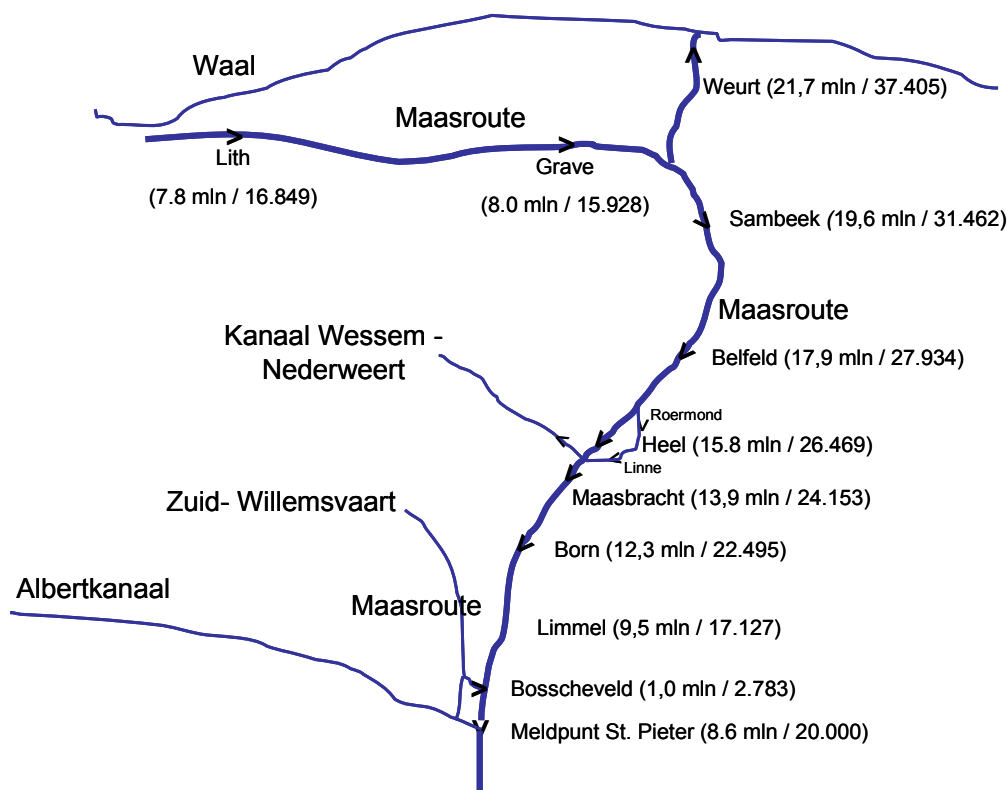 Waal
Weurt (21,7 mln / 37.405)
Maasroute
Lith
Grave
(7.8 mln / 16.849)
(8.0 mln / 15.928)
Sambeek (19,6 mln / 31.462)
Maasroute
Kanaal Wessem -
Nederweert
Belfeld (17,9 mln / 27.934)
Roermond
Heel (15.8 mln / 26.469)
Linne
Maasbracht (13,9 mln / 24.153)
Zuid- Willemsvaart
Born (12,3 mln / 22.495)
Albertkanaal
Maasroute
Limmel (9,5 mln / 17.127)
Bosscheveld (1,0 mln / 2.783)
Meldpunt St. Pieter (8.6 mln / 20.000)